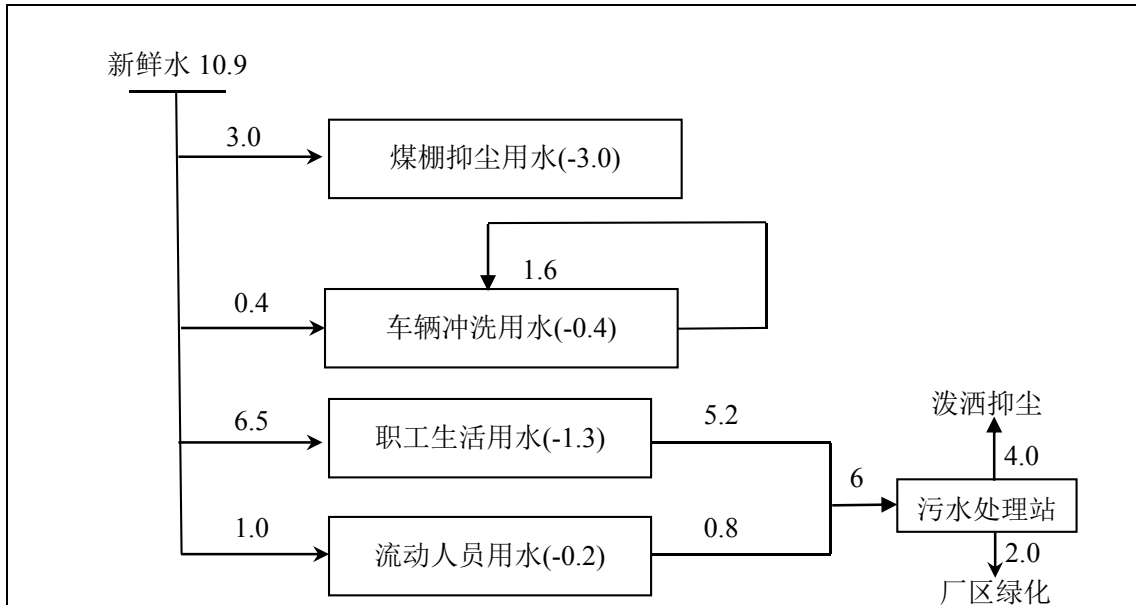 新鲜水 10.9
3.0
煤棚抑尘用水(-3.0)
1.6
0.4
车辆冲洗用水(-0.4)
6.5
职工生活用水(-1.3)
5.2
泼洒抑尘
4.0
6
污水处理站
1.0
流动人员用水(-0.2)
0.8
2.0
厂区绿化